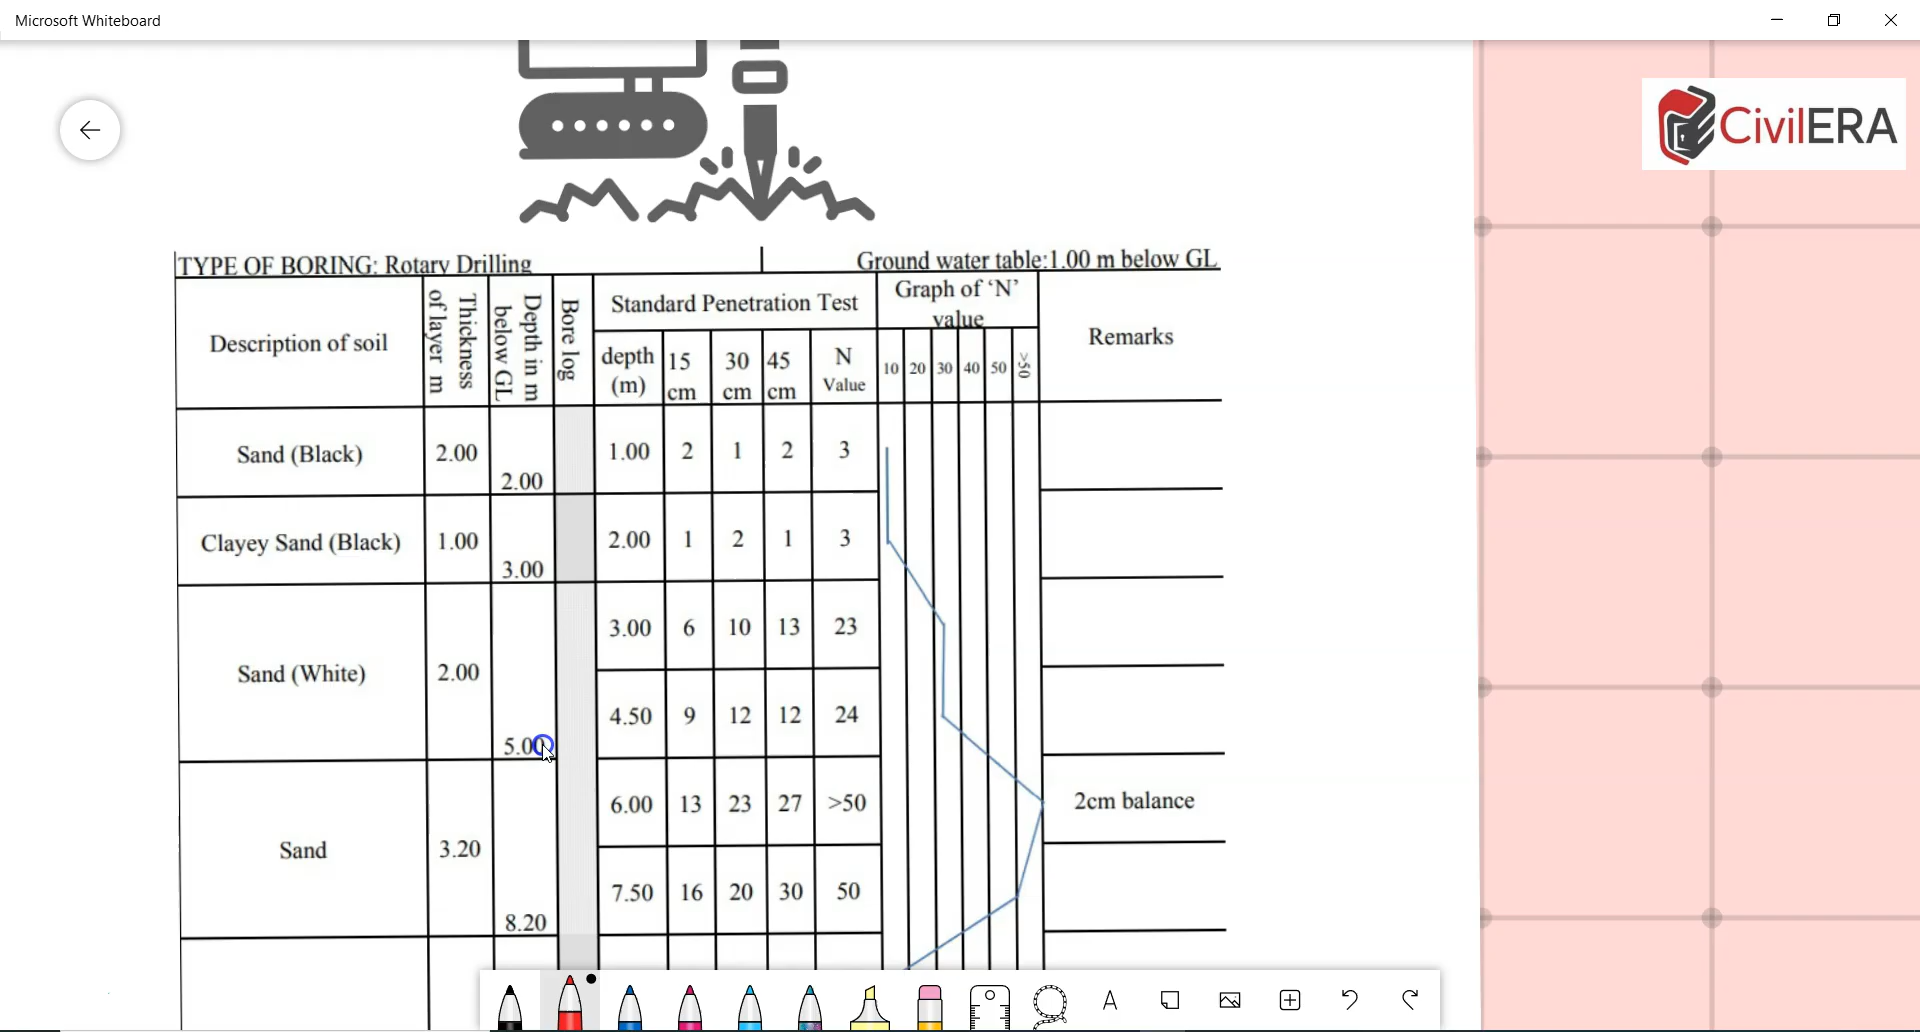 Microsoft Whiteboard
CivilERA
TYPE OF BORING: Rotary Drilling
Ground water table:1.00 m below GL
Description of soil
Thickness
of layer m
Depth in m
below GL
Bore log
Standard Penetration Test
Graph of ‘N’
value
Remarks
depth
(m)
15
cm
30
cm
45
cm
N
Value
10 20 30 40 50 >50
Sand (Black) 2.00 2.00 1.00 2 1 2 3
Clayey Sand (Black) 1.00 3.00 2.00 1 2 1 3
3.00 6 10 13 23
Sand (White) 2.00
4.50 9 12 12 24
5.00
6.00 13 23 27 >50 2cm balance
Sand 3.20
7.50 16 20 30 50
8.20
A